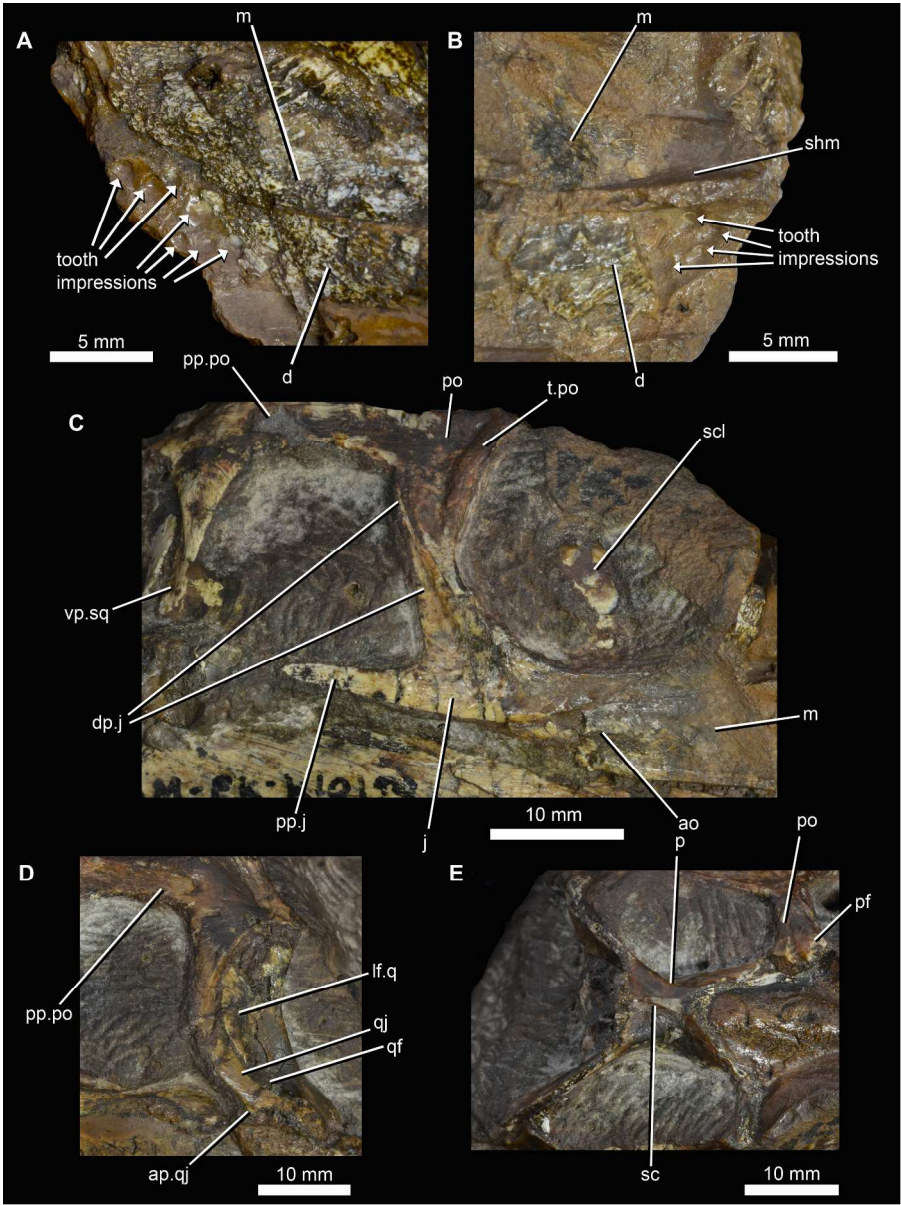 A
m
tooth
impressions
5 mm
d
B
m
shm
tooth
impressions
d
5 mm
C
pp.po
po
t.po
scl
vp.sq
dp.j
m
pp.j
j
ao
10 mm
D
pp.po
lf.q
qj
qf
ap.qj
10 mm
E
p
po
pf
sc
10 mm